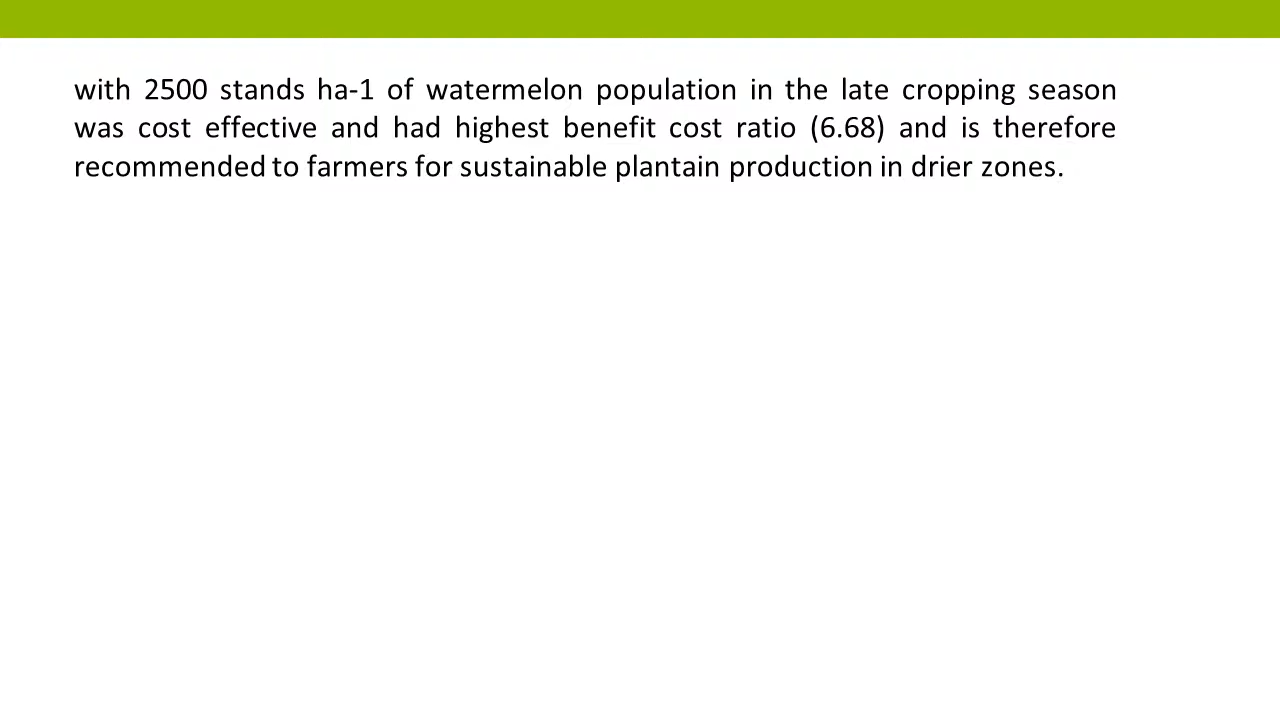 with 2500 stands ha-1 of watermelon population in the late cropping season
was cost effective and had highest benefit cost ratio (6.68) and is therefore
recommended to farmers for sustainable plantain production in drier zones.